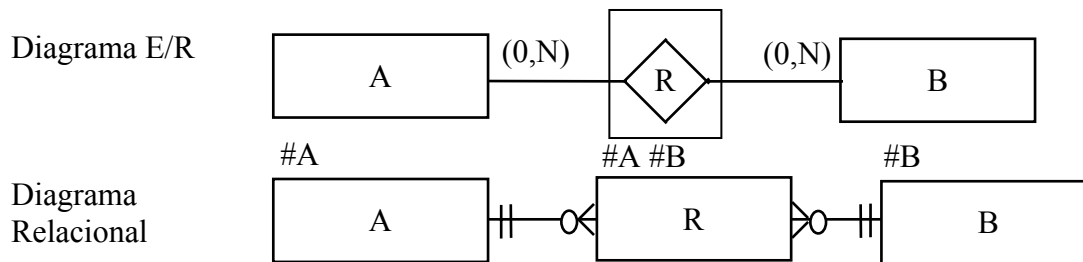 Diagrama E/R
A
(0,N)
R
(0,N)
B
#A
#A #B
#B
Diagrama
Relacional
A
R
B